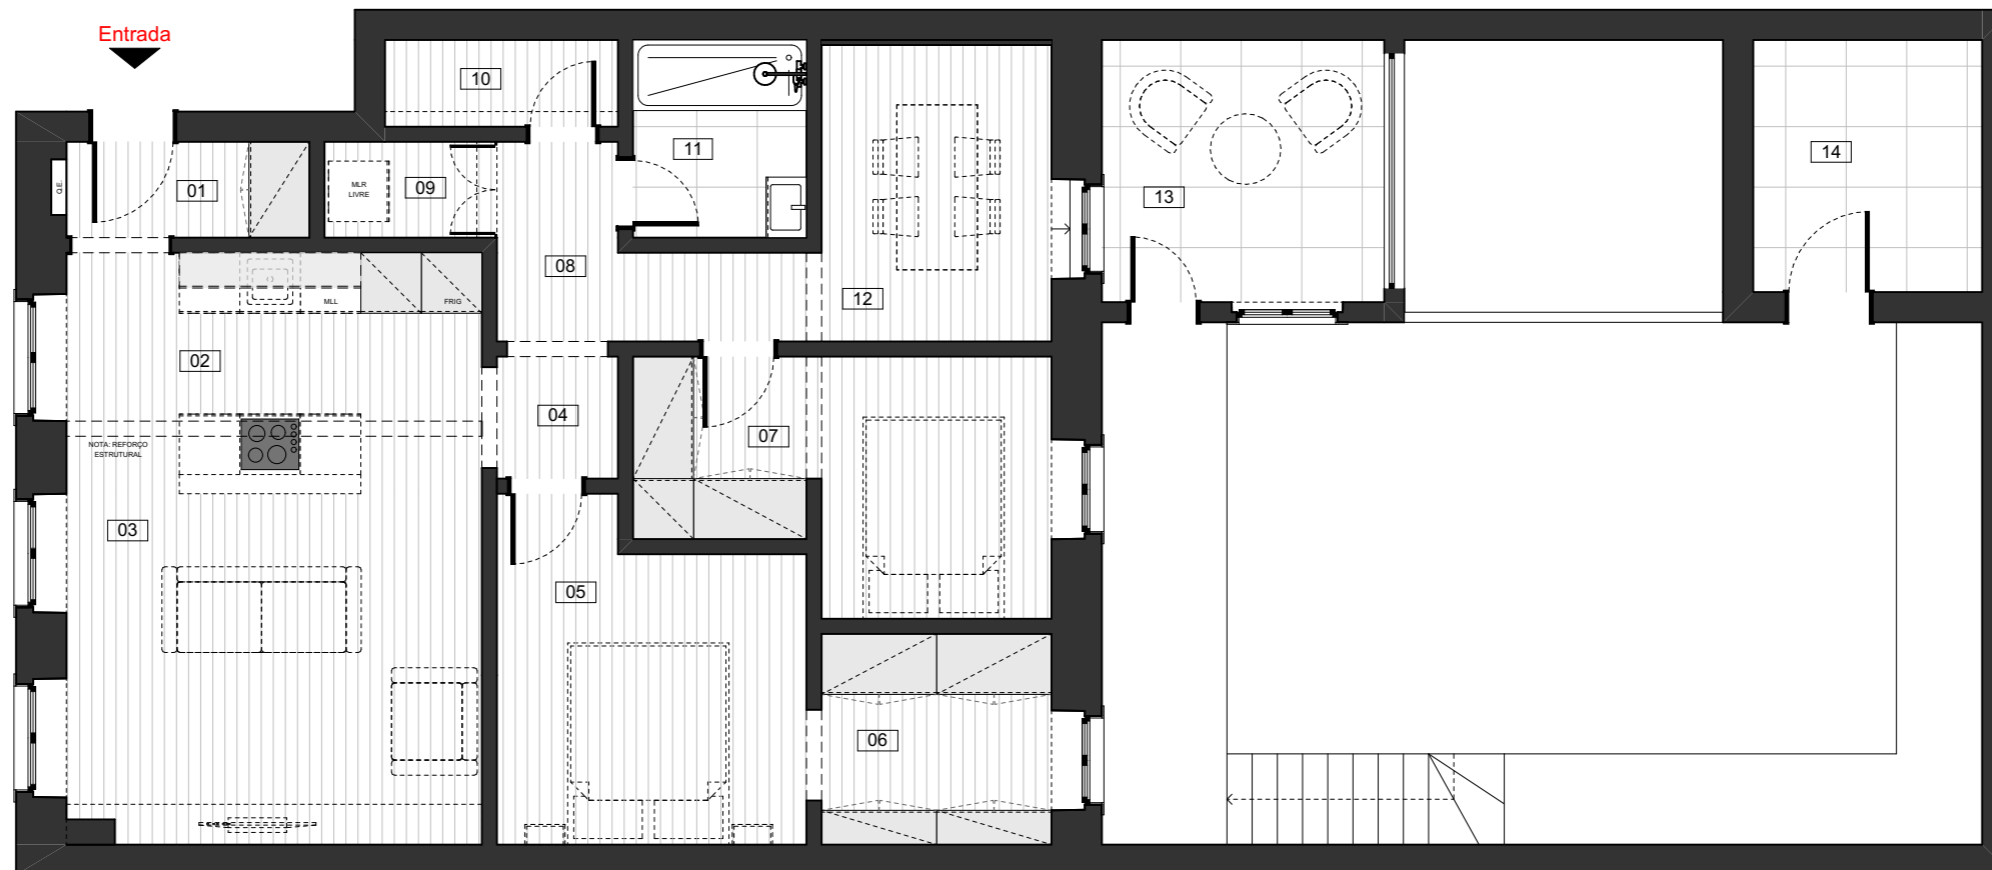 Entrada
10
11
14
Q.E.
01
MLR
LIVRE
09
13
08
12
MLL
FRIG
02
04
NOTA: REFORÇO
ESTRUTURAL
07
03
05
06